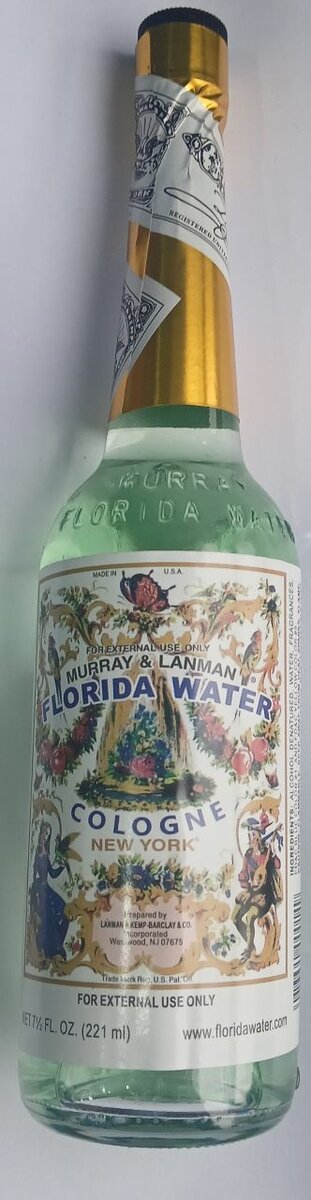 REGISTERED
MURRA
FLORIDA WATER
MADE IN U.S.A.
FOR EXTERNAL USE ONLY
MURRAY & LANMAN
FLORIDA WATER®
COLOGNE
NEW YORK
Prepared by
LANMAN & KEMP-BARCLAY & CO.
Incorporated
Westwood, NJ 07675
Trade Mark Reg. U.S. Pat. Off.
FOR EXTERNAL USE ONLY
NET 7½ FL. OZ. (221 ml)
www.floridawater.com
INGREDIENTS: ALCOHOL DENATURED, WATER, FRAGRANCES,